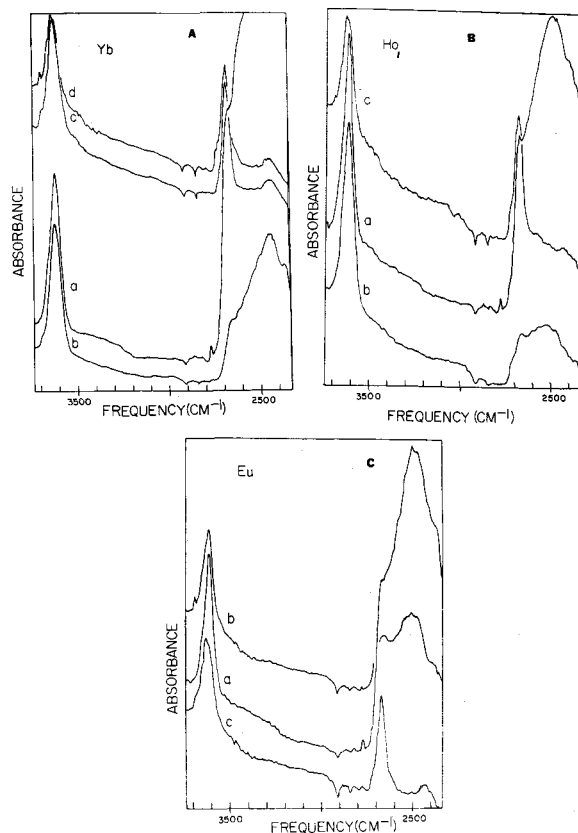 Yb
A
d
c
a
b
ABSORBANCE
3500
2500
FREQUENCY(CM⁻¹)
Ho,
B
c
a
b
ABSORBANCE
3500
2500
FREQUENCY(CM⁻¹)
Eu
C
b
a
c
ABSORBANCE
3500
2500
FREQUENCY(CM⁻¹)